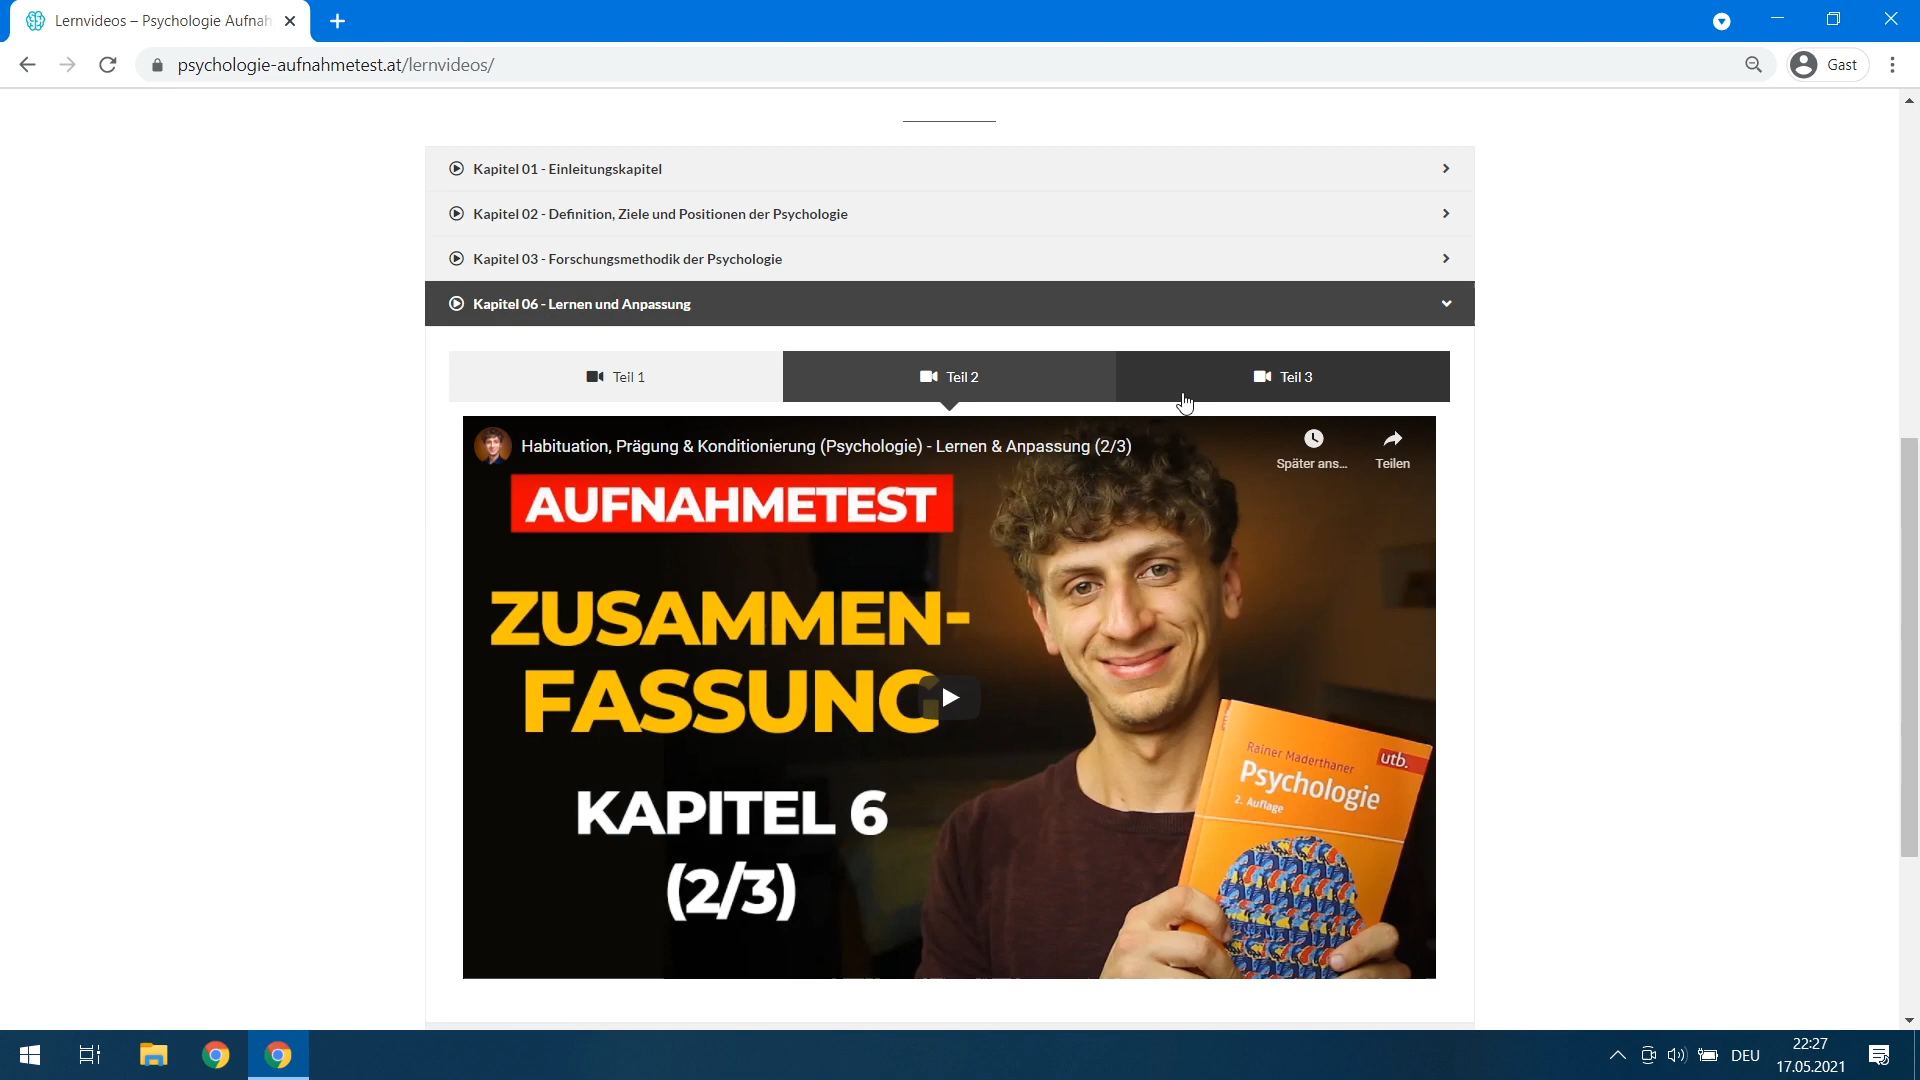 Lernvideos – Psychologie Aufnah
psychologie-aufnahmetest.at/lernvideos/
Gast
Kapitel 01 - Einleitungskapitel
Kapitel 02 - Definition, Ziele und Positionen der Psychologie
Kapitel 03 - Forschungsmethodik der Psychologie
Kapitel 06 - Lernen und Anpassung
Teil 1
Teil 2
Teil 3
Habituation, Prägung & Konditionierung (Psychologie) - Lernen & Anpassung (2/3)
Später ans...
Teilen
AUFNAHMETEST
ZUSAMMEN-
FASSUNG
KAPITEL 6
(2/3)
Rainer Maderthaner
utb.
Psychologie
2. Auflage
DEU
22:27
17.05.2021